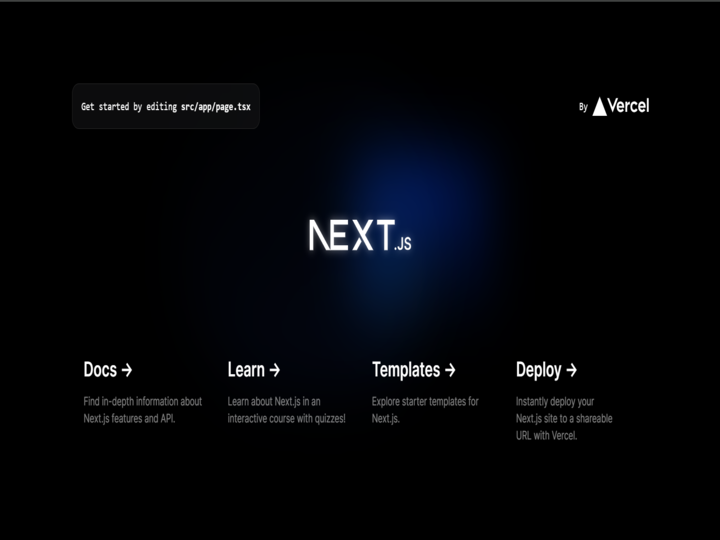 Get started by editing src/app/page.tsx
By Vercel
NEXT.JS
Docs →
Find in-depth information about
Next.js features and API.
Learn →
Learn about Next.js in an
interactive course with quizzes!
Templates →
Explore starter templates for
Next.js.
Deploy →
Instantly deploy your
Next.js site to a shareable
URL with Vercel.